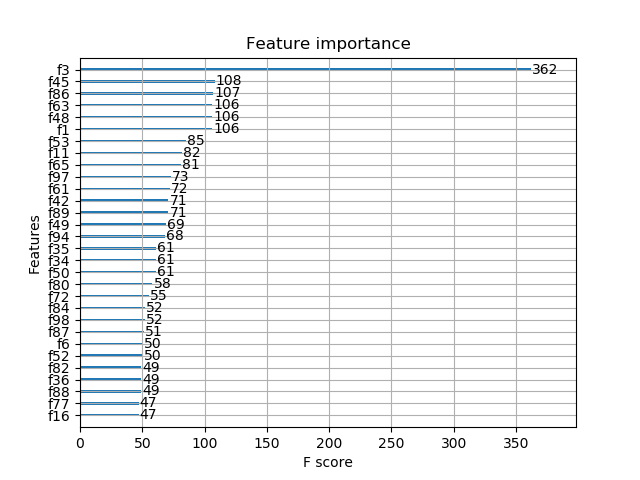 Feature importance
f3 362
f45 108
f86 107
f63 106
f48 106
f1 106
f53 85
f11 82
f65 81
f97 73
f61 72
f42 71
f89 71
f49 69
f94 68
f35 61
f34 61
f50 61
f80 58
f72 55
f84 52
f98 52
f87 51
f6 50
f52 50
f82 49
f36 49
f88 49
f77 47
f16 47
Features
0 50 100 150 200 250 300 350
F score